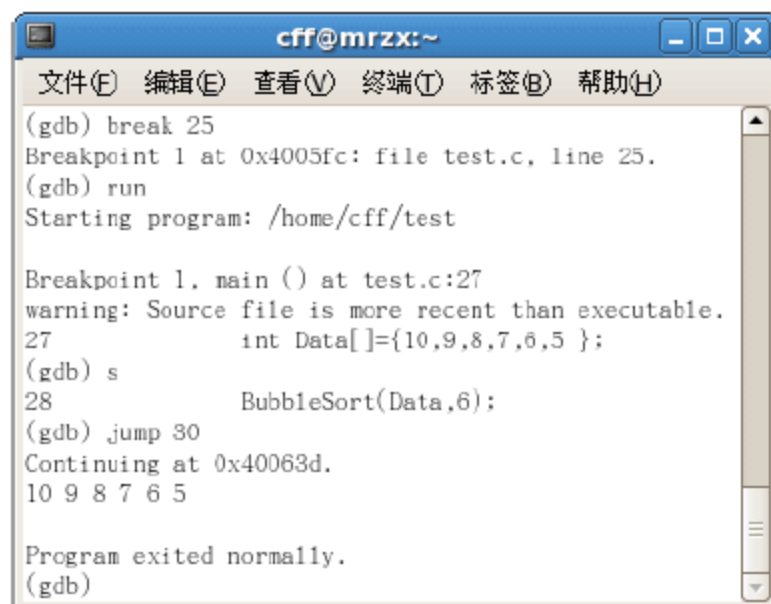 cff@mrzx:~
文件(F) 编辑(E) 查看(V) 终端(T) 标签(B) 帮助(H)
(gdb) break 25
Breakpoint 1 at 0x4005fc: file test.c, line 25.
(gdb) run
Starting program: /home/cff/test
Breakpoint 1, main () at test.c:27
warning: Source file is more recent than executable.
27 int Data[]={10,9,8,7,6,5 };
(gdb) s
28 BubbleSort(Data,6);
(gdb) jump 30
Continuing at 0x40063d.
10 9 8 7 6 5
Program exited normally.
(gdb)